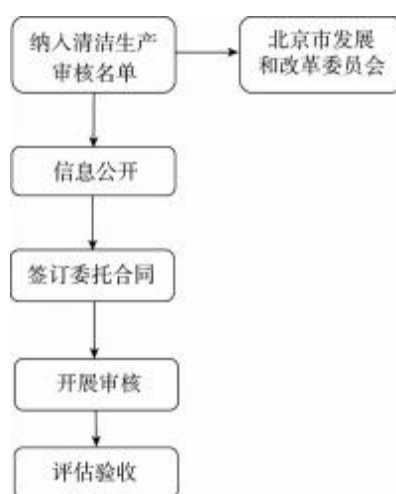 纳人清洁生产
审核名单
北京市发展
和改革委员会
信息公开
签订委托合同
开展审核
评估验收